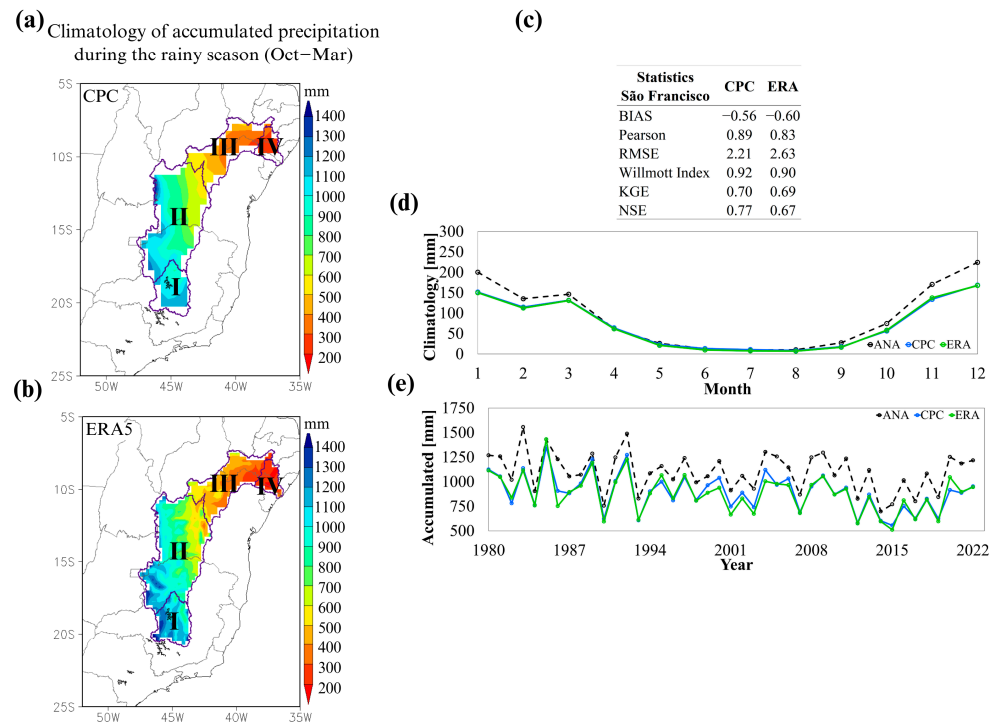 (a)
Climatology of accumulated precipitation
during the rainy season (Oct−Mar)
CPC
mm
5S
10S
15S
20S
25S
50W
45W
40W
35W
1400
1300
1200
1100
1000
900
800
700
600
500
400
300
200
I
II
III
IV
(b)
ERA5
mm
5S
10S
15S
20S
25S
50W
45W
40W
35W
1400
1300
1200
1100
1000
900
800
700
600
500
400
300
200
I
II
III
IV
(c)
Statistics São Francisco CPC ERA
BIAS −0.56 −0.60
Pearson 0.89 0.83
RMSE 2.21 2.63
Willmott Index 0.92 0.90
KGE 0.70 0.69
NSE 0.77 0.67
(d)
Climatology [mm]
300
250
200
150
100
50
0
ANA CPC ERA
1 2 3 4 5 6 7 8 9 10 11 12
Month
(e)
Accumulated [mm]
1750
1500
1250
1000
750
500
ANA CPC ERA
1980 1987 1994 2001 2008 2015 2022
Year